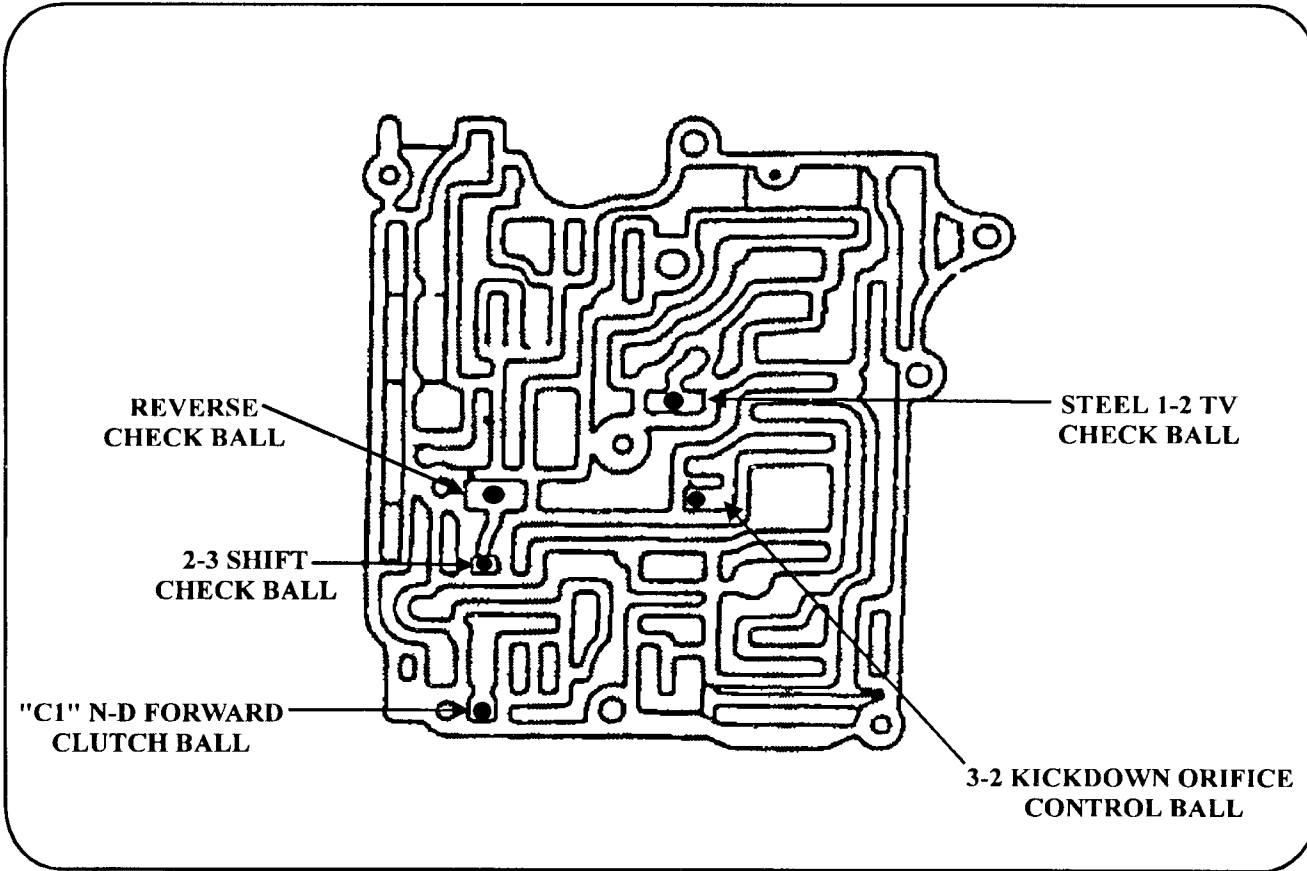 REVERSE
CHECK BALL
STEEL 1-2 TV
CHECK BALL
2-3 SHIFT
CHECK BALL
"C1" N-D FORWARD
CLUTCH BALL
3-2 KICKDOWN ORIFICE
CONTROL BALL